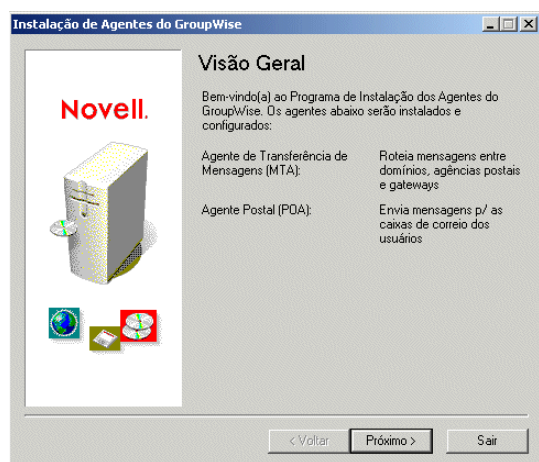 Instalação de Agentes do GroupWise
Novell.
Visão Geral
Bem-vindo(a) ao Programa de Instalação dos Agentes do
GroupWise. Os agentes abaixo serão instalados e
configurados:
Agente de Transferência de
Mensagens (MTA):
Roteia mensagens entre
domínios, agências postais
e gateways
Agente Postal (POA):
Envia mensagens p/ as
caixas de correio dos
usuários
< Voltar
Próximo >
Sair